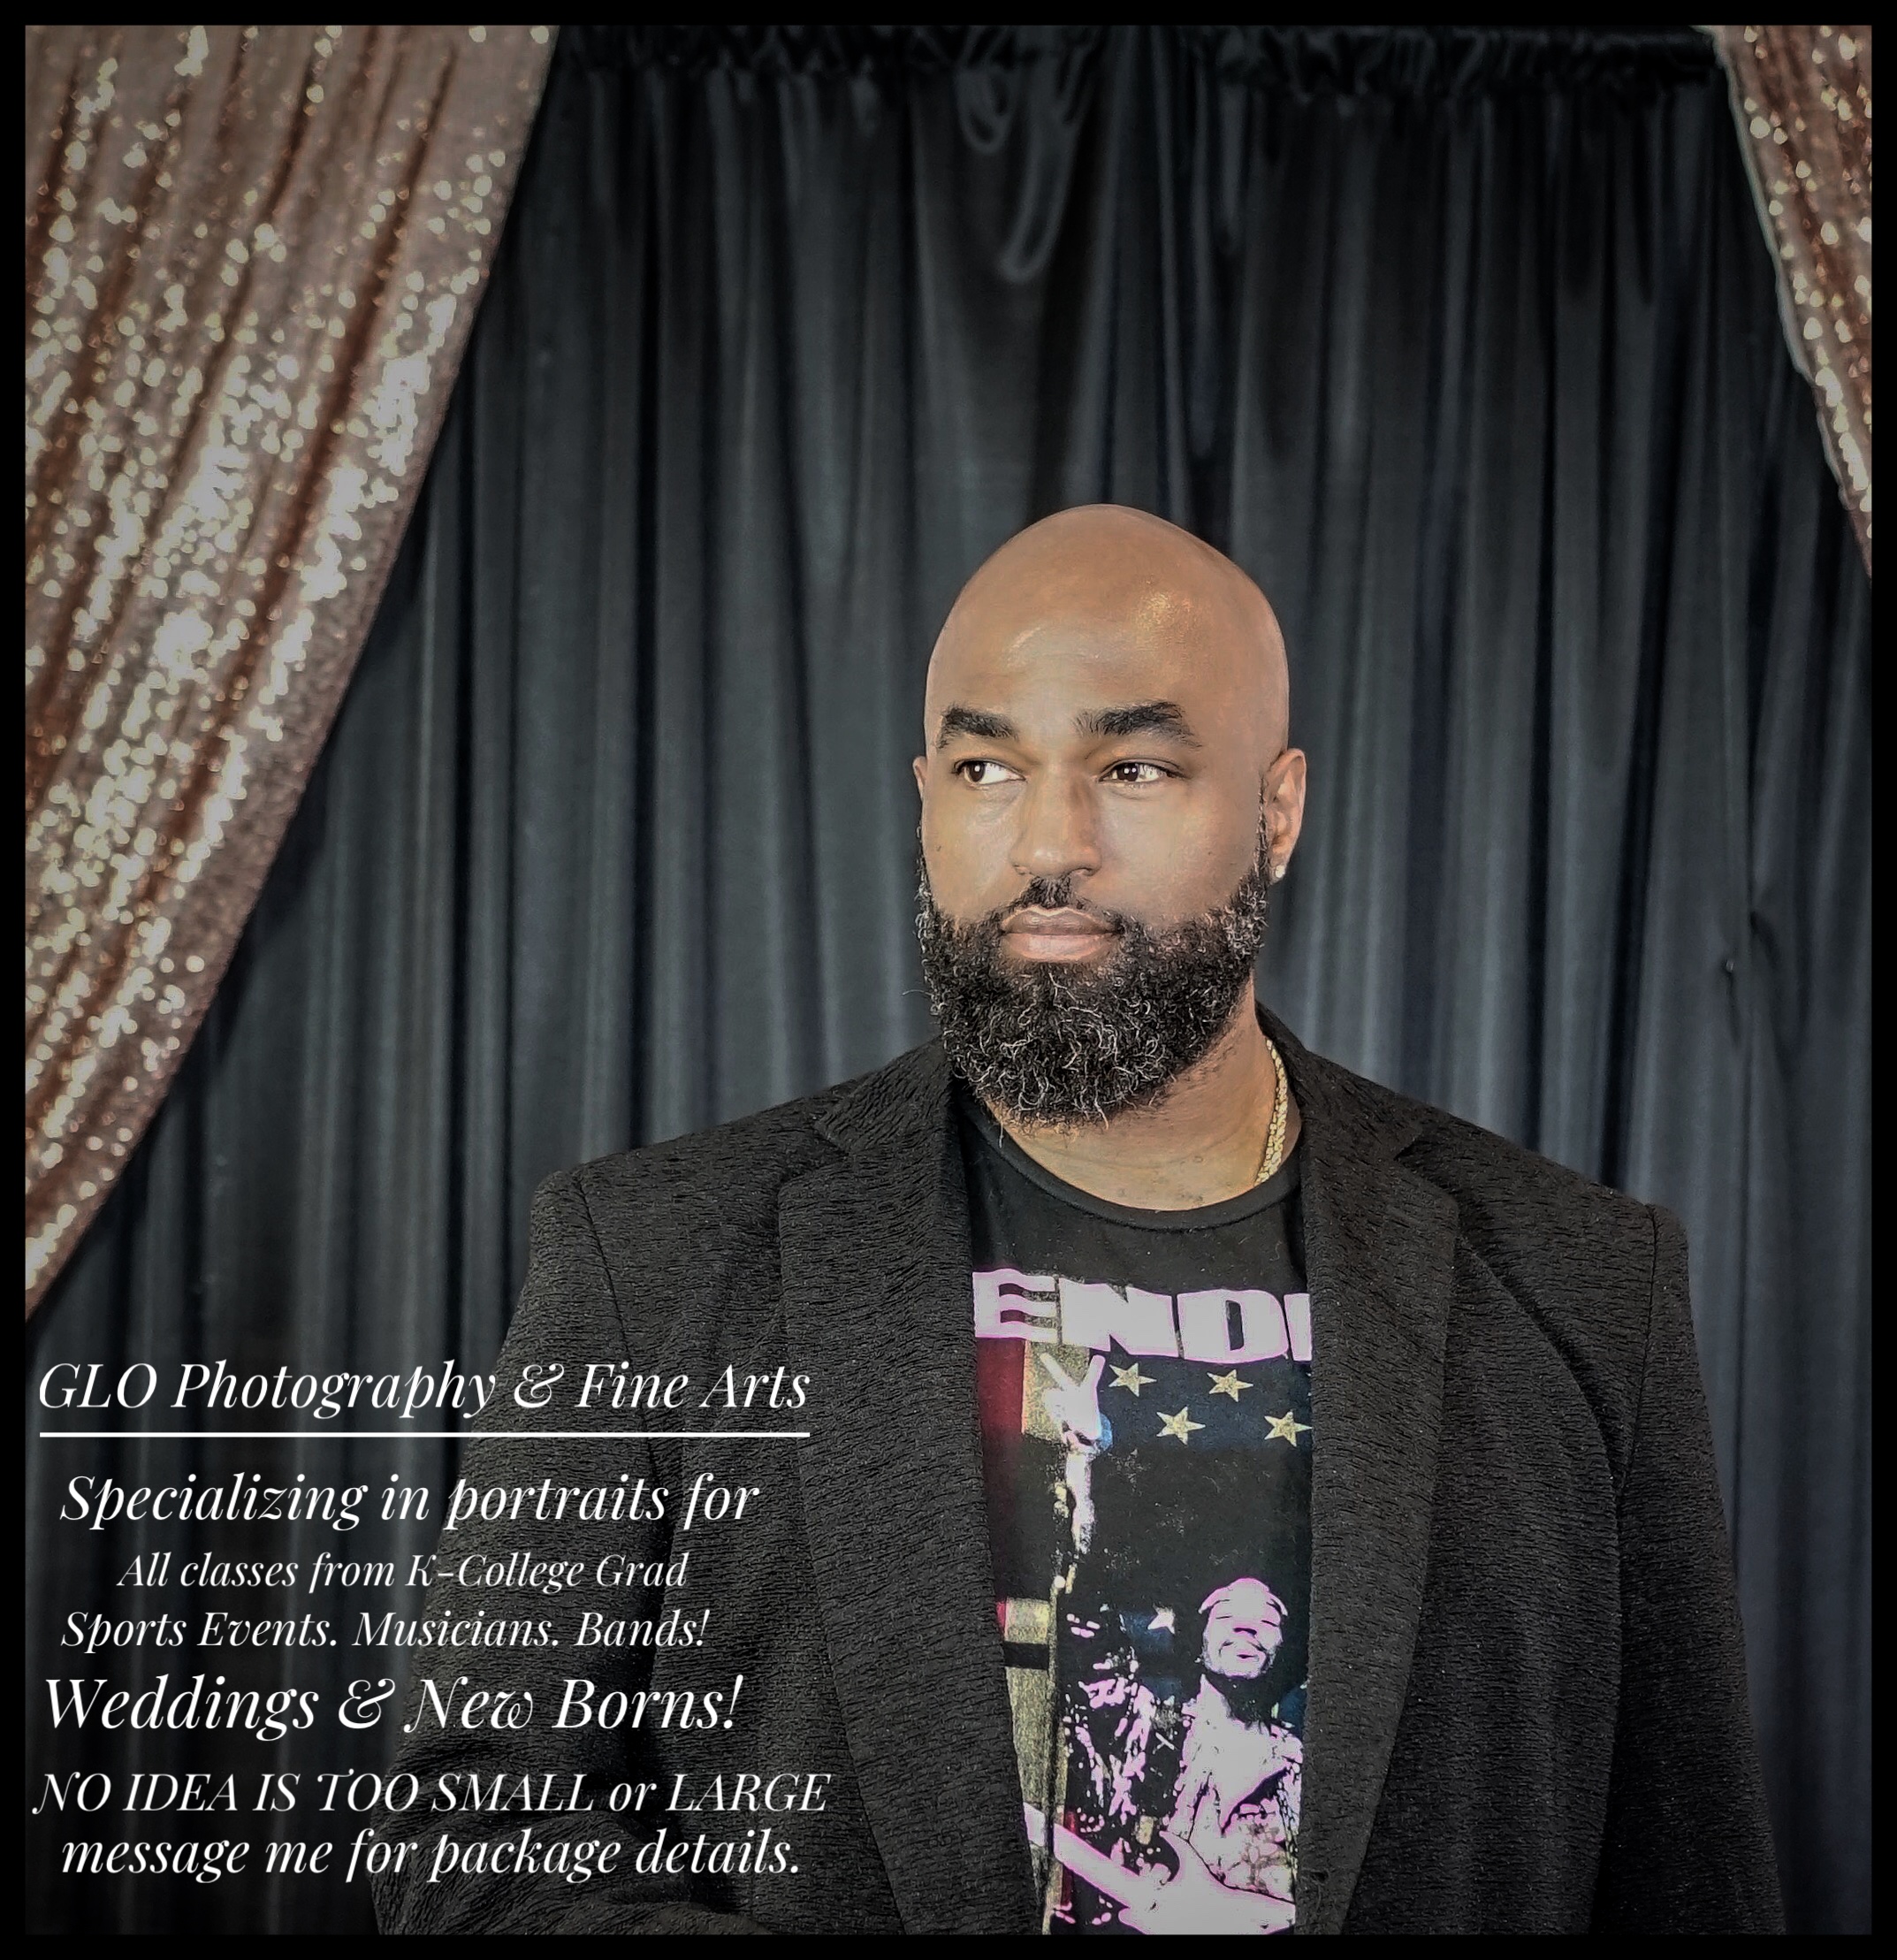 ENDR
GLO Photography & Fine Arts
Specializing in portraits for
All classes from K-College Grad
Sports Events. Musicians. Bands!
Weddings & New Borns!
NO IDEA IS TOO SMALL or LARGE
message me for package details.